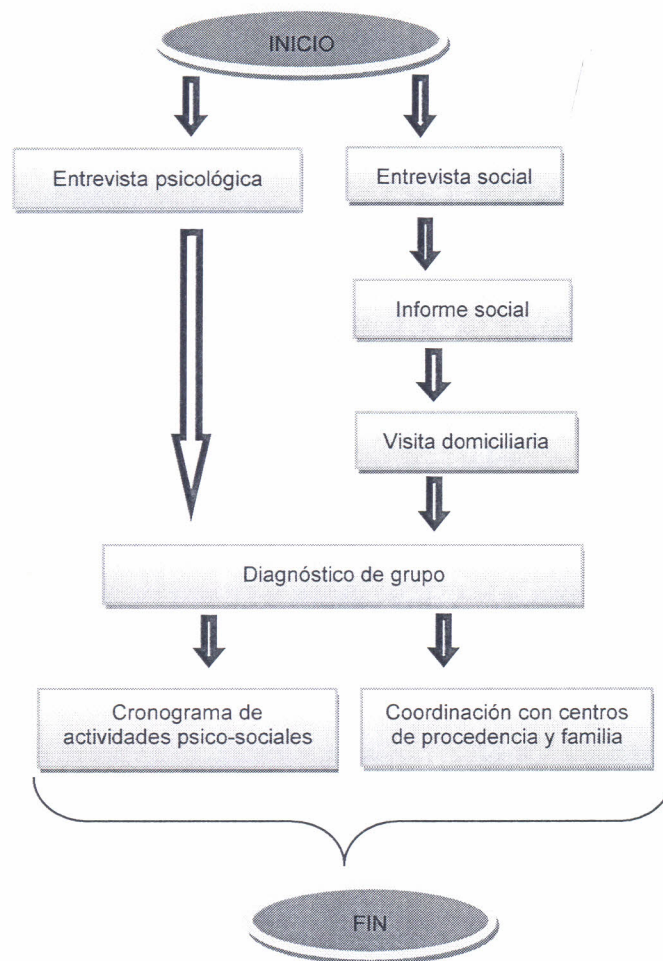 INICIO
Entrevista psicológica
Entrevista social
Informe social
Visita domiciliaria
Diagnóstico de grupo
Cronograma de
actividades psico-sociales
Coordinación con centros
de procedencia y familia
FIN